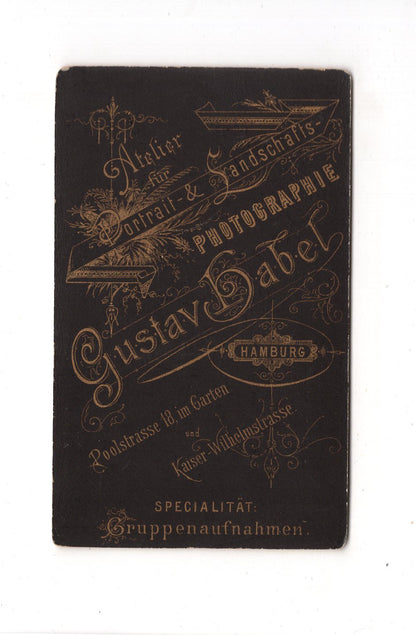 Atelier
für
Portrait- & Landschafts-
PHOTOGRAPHIE
Gustav Habel
HAMBURG
Poolstrasse 18, im Garten
und
Kaiser-Wilhelmstrasse.
SPECIALITÄT:
Gruppenaufnahmen.